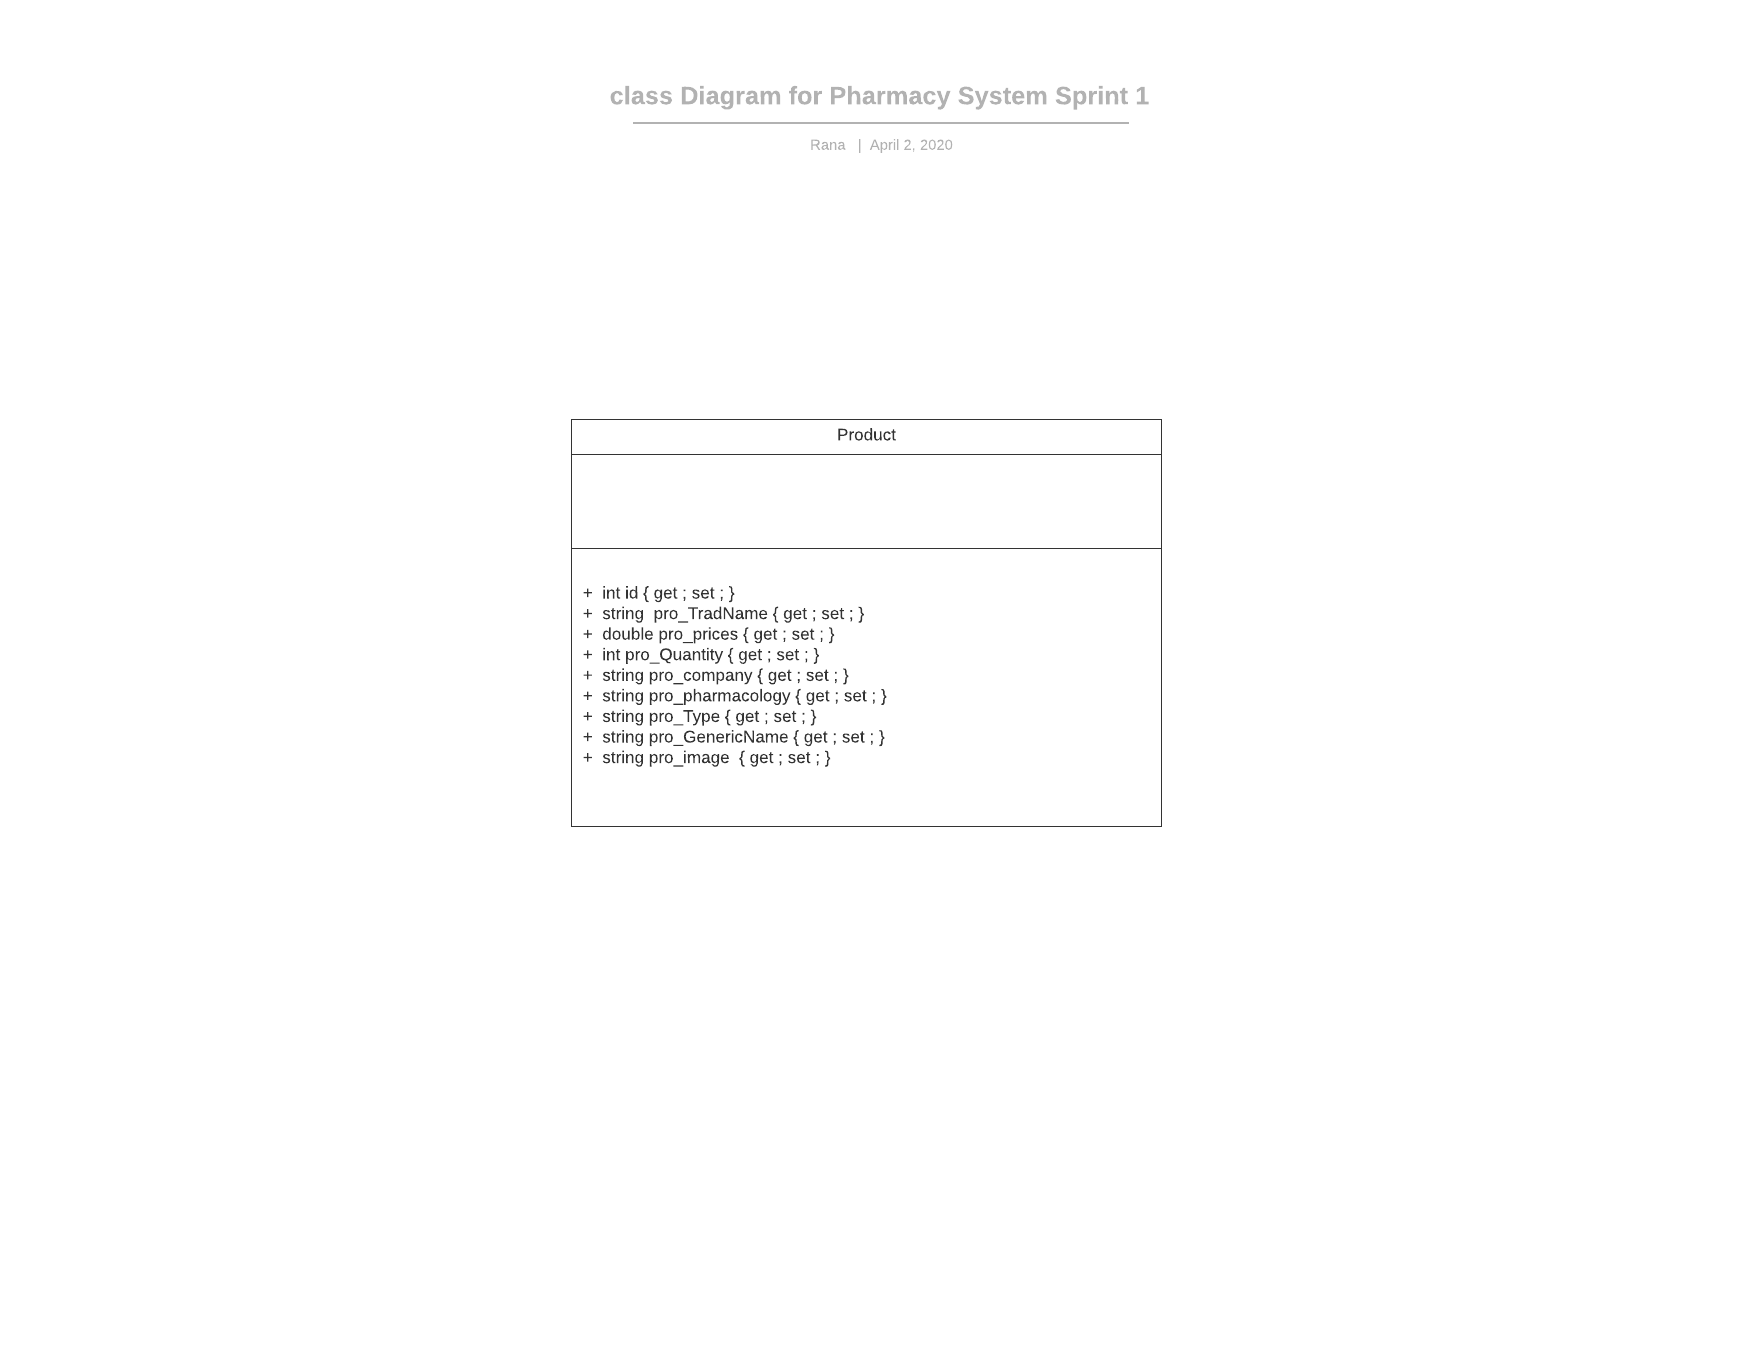 class Diagram for Pharmacy System Sprint 1
Rana | April 2, 2020
Product
+ int id { get ; set ; }
+ string pro_TradName { get ; set ; }
+ double pro_prices { get ; set ; }
+ int pro_Quantity { get ; set ; }
+ string pro_company { get ; set ; }
+ string pro_pharmacology { get ; set ; }
+ string pro_Type { get ; set ; }
+ string pro_GenericName { get ; set ; }
+ string pro_image { get ; set ; }